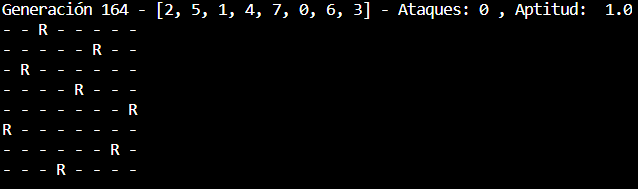 Generación 164 - [2, 5, 1, 4, 7, 0, 6, 3] - Ataques: 0 , Aptitud:  1.0
- - R - - - - -
- - - - - R - -
- R - - - - - -
- - - - R - - -
- - - - - - - R
R - - - - - - -
- - - - - - R -
- - - R - - - -